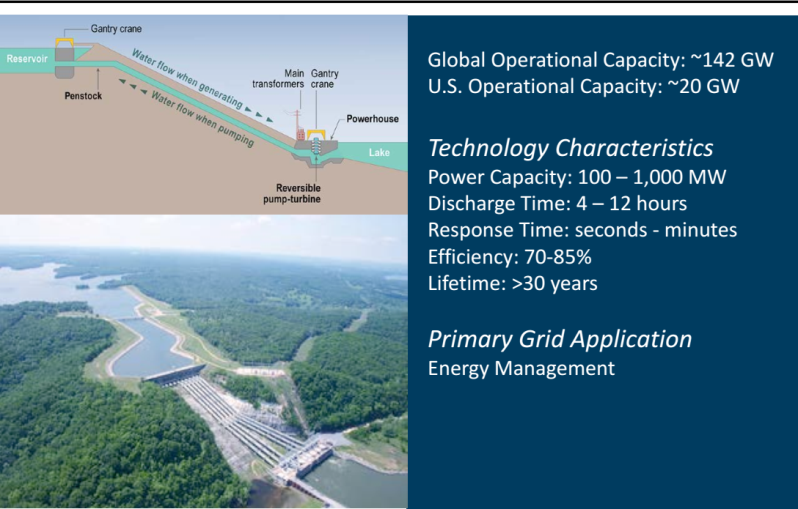 Gantry crane
Reservoir
Penstock
Water flow when generating
Water flow when pumping
Main
transformers
Gantry
crane
Powerhouse
Lake
Reversible
pump-turbine
Global Operational Capacity: ~142 GW
U.S. Operational Capacity: ~20 GW
Technology Characteristics
Power Capacity: 100 – 1,000 MW
Discharge Time: 4 – 12 hours
Response Time: seconds - minutes
Efficiency: 70-85%
Lifetime: >30 years
Primary Grid Application
Energy Management